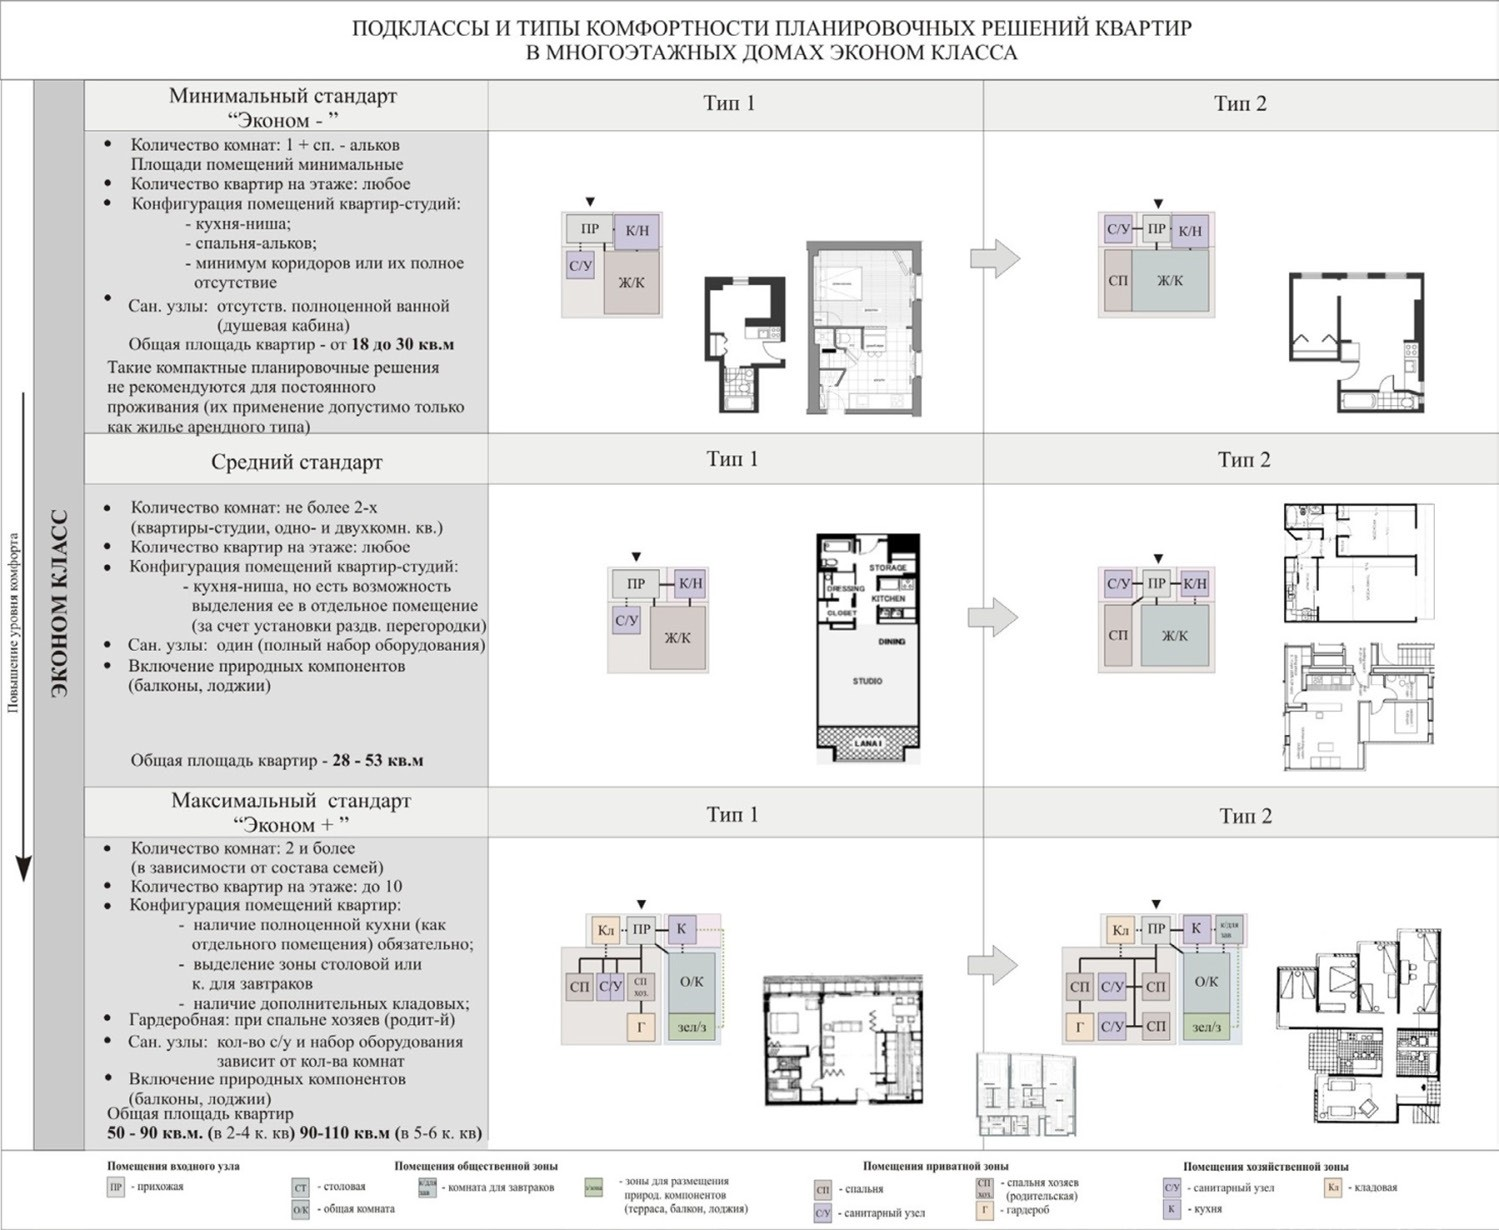 ПОДКЛАССЫ И ТИПЫ КОМФОРТНОСТИ ПЛАНИРОВОЧНЫХ РЕШЕНИЙ КВАРТИР
В МНОГОЭТАЖНЫХ ДОМАХ ЭКОНОМ КЛАССА
Повышение уровня комфорта
ЭКОНОМ КЛАСС
Минимальный стандарт
“Эконом - ”
Тип 1
Тип 2
• Количество комнат: 1 + сп. - альков
Площади помещений минимальные
• Количество квартир на этаже: любое
• Конфигурация помещений квартир-студий:
- кухня-ниша;
- спальня-альков;
- минимум коридоров или их полное
отсутствие
• Сан. узлы: отсутств. полноценной ванной
(душевая кабина)
Общая площадь квартир - от 18 до 30 кв.м
Такие компактные планировочные решения
не рекомендуются для постоянного
проживания (их применение допустимо только
как жилье арендного типа)
ПР
К/Н
С/У
Ж/К
С/У
ПР
К/Н
СП
Ж/К
Средний стандарт
Тип 1
Тип 2
• Количество комнат: не более 2-х
(квартиры-студии, одно- и двухкомн. кв.)
• Количество квартир на этаже: любое
• Конфигурация помещений квартир-студий:
- кухня-ниша, но есть возможность
выделения ее в отдельное помещение
(за счет установки раздв. перегородки)
• Сан. узлы: один (полный набор оборудования)
• Включение природных компонентов
(балконы, лоджии)
Общая площадь квартир - 28 - 53 кв.м
ПР
К/Н
С/У
Ж/К
STORAGE
DRESSING
KITCHEN
CLOSET
DINING
STUDIO
LANAI
С/У
ПР
К/Н
СП
Ж/К
Максимальный стандарт
“Эконом + ”
Тип 1
Тип 2
• Количество комнат: 2 и более
(в зависимости от состава семей)
• Количество квартир на этаже: до 10
• Конфигурация помещений квартир:
- наличие полноценной кухни (как
отдельного помещения) обязательно;
- выделение зоны столовой или
к. для завтраков
- наличие дополнительных кладовых;
• Гардеробная: при спальне хозяев (родит-й)
• Сан. узлы: кол-во с/у и набор оборудования
зависит от кол-ва комнат
• Включение природных компонентов
(балконы, лоджии)
Общая площадь квартир
50 - 90 кв.м. (в 2-4 к. кв) 90-110 кв.м (в 5-6 к. кв)
Кл
ПР
К
СП
С/У
СП
хоз.
О/К
Г
зел/з
Кл
ПР
К
к/для
зав
СП
С/У
СП
О/К
Г
С/У
СП
зел/з
Помещения входного узла
ПР - прихожая
Помещения общественной зоны
СТ - столовая
О/К - общая комната
к/для
зав - комната для завтраков
- зоны для размещения
природ. компонентов
(терраса, балкон, лоджия)
Помещения приватной зоны
СП - спальня
С/У - санитарный узел
СП
хоз. - спальня хозяев
(родительская)
Г - гардероб
Помещения хозяйственной зоны
С/У - санитарный узел
К - кухня
Кл - кладовая